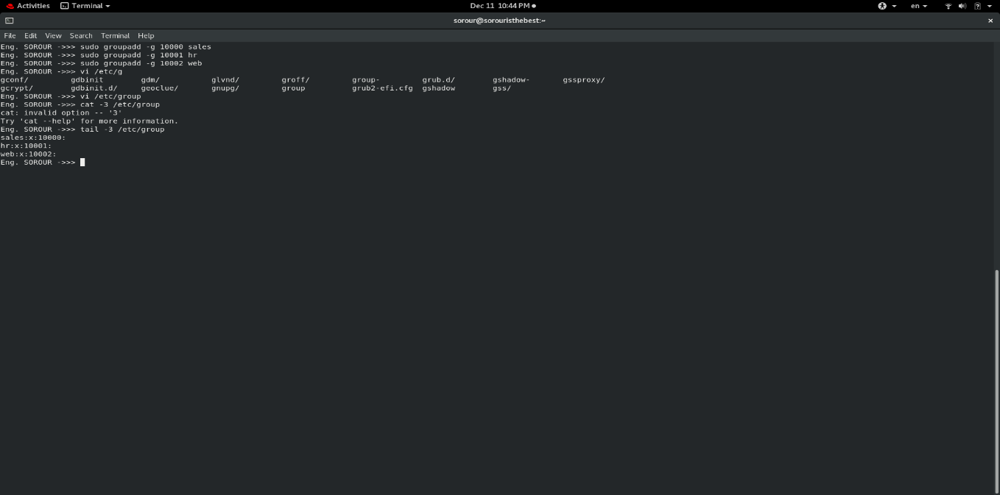 Activities Terminal Dec 11 10:44 PM en
sorour@sorouristhebest:~
File Edit View Search Terminal Help
Eng. SOROUR ->>> sudo groupadd -g 10000 sales
Eng. SOROUR ->>> sudo groupadd -g 10001 hr
Eng. SOROUR ->>> sudo groupadd -g 10002 web
Eng. SOROUR ->>> vi /etc/g
gconf/ gdbinit gdm/ glvnd/ groff/ group- grub.d/ gshadow- gssproxy/
gcrypt/ gdbinit.d/ geoclue/ gnupg/ group grub2-efi.cfg gshadow gss/
Eng. SOROUR ->>> vi /etc/group
Eng. SOROUR ->>> cat -3 /etc/group
cat: invalid option -- '3'
Try 'cat --help' for more information.
Eng. SOROUR ->>> tail -3 /etc/group
sales:x:10000:
hr:x:10001:
web:x:10002:
Eng. SOROUR ->>>